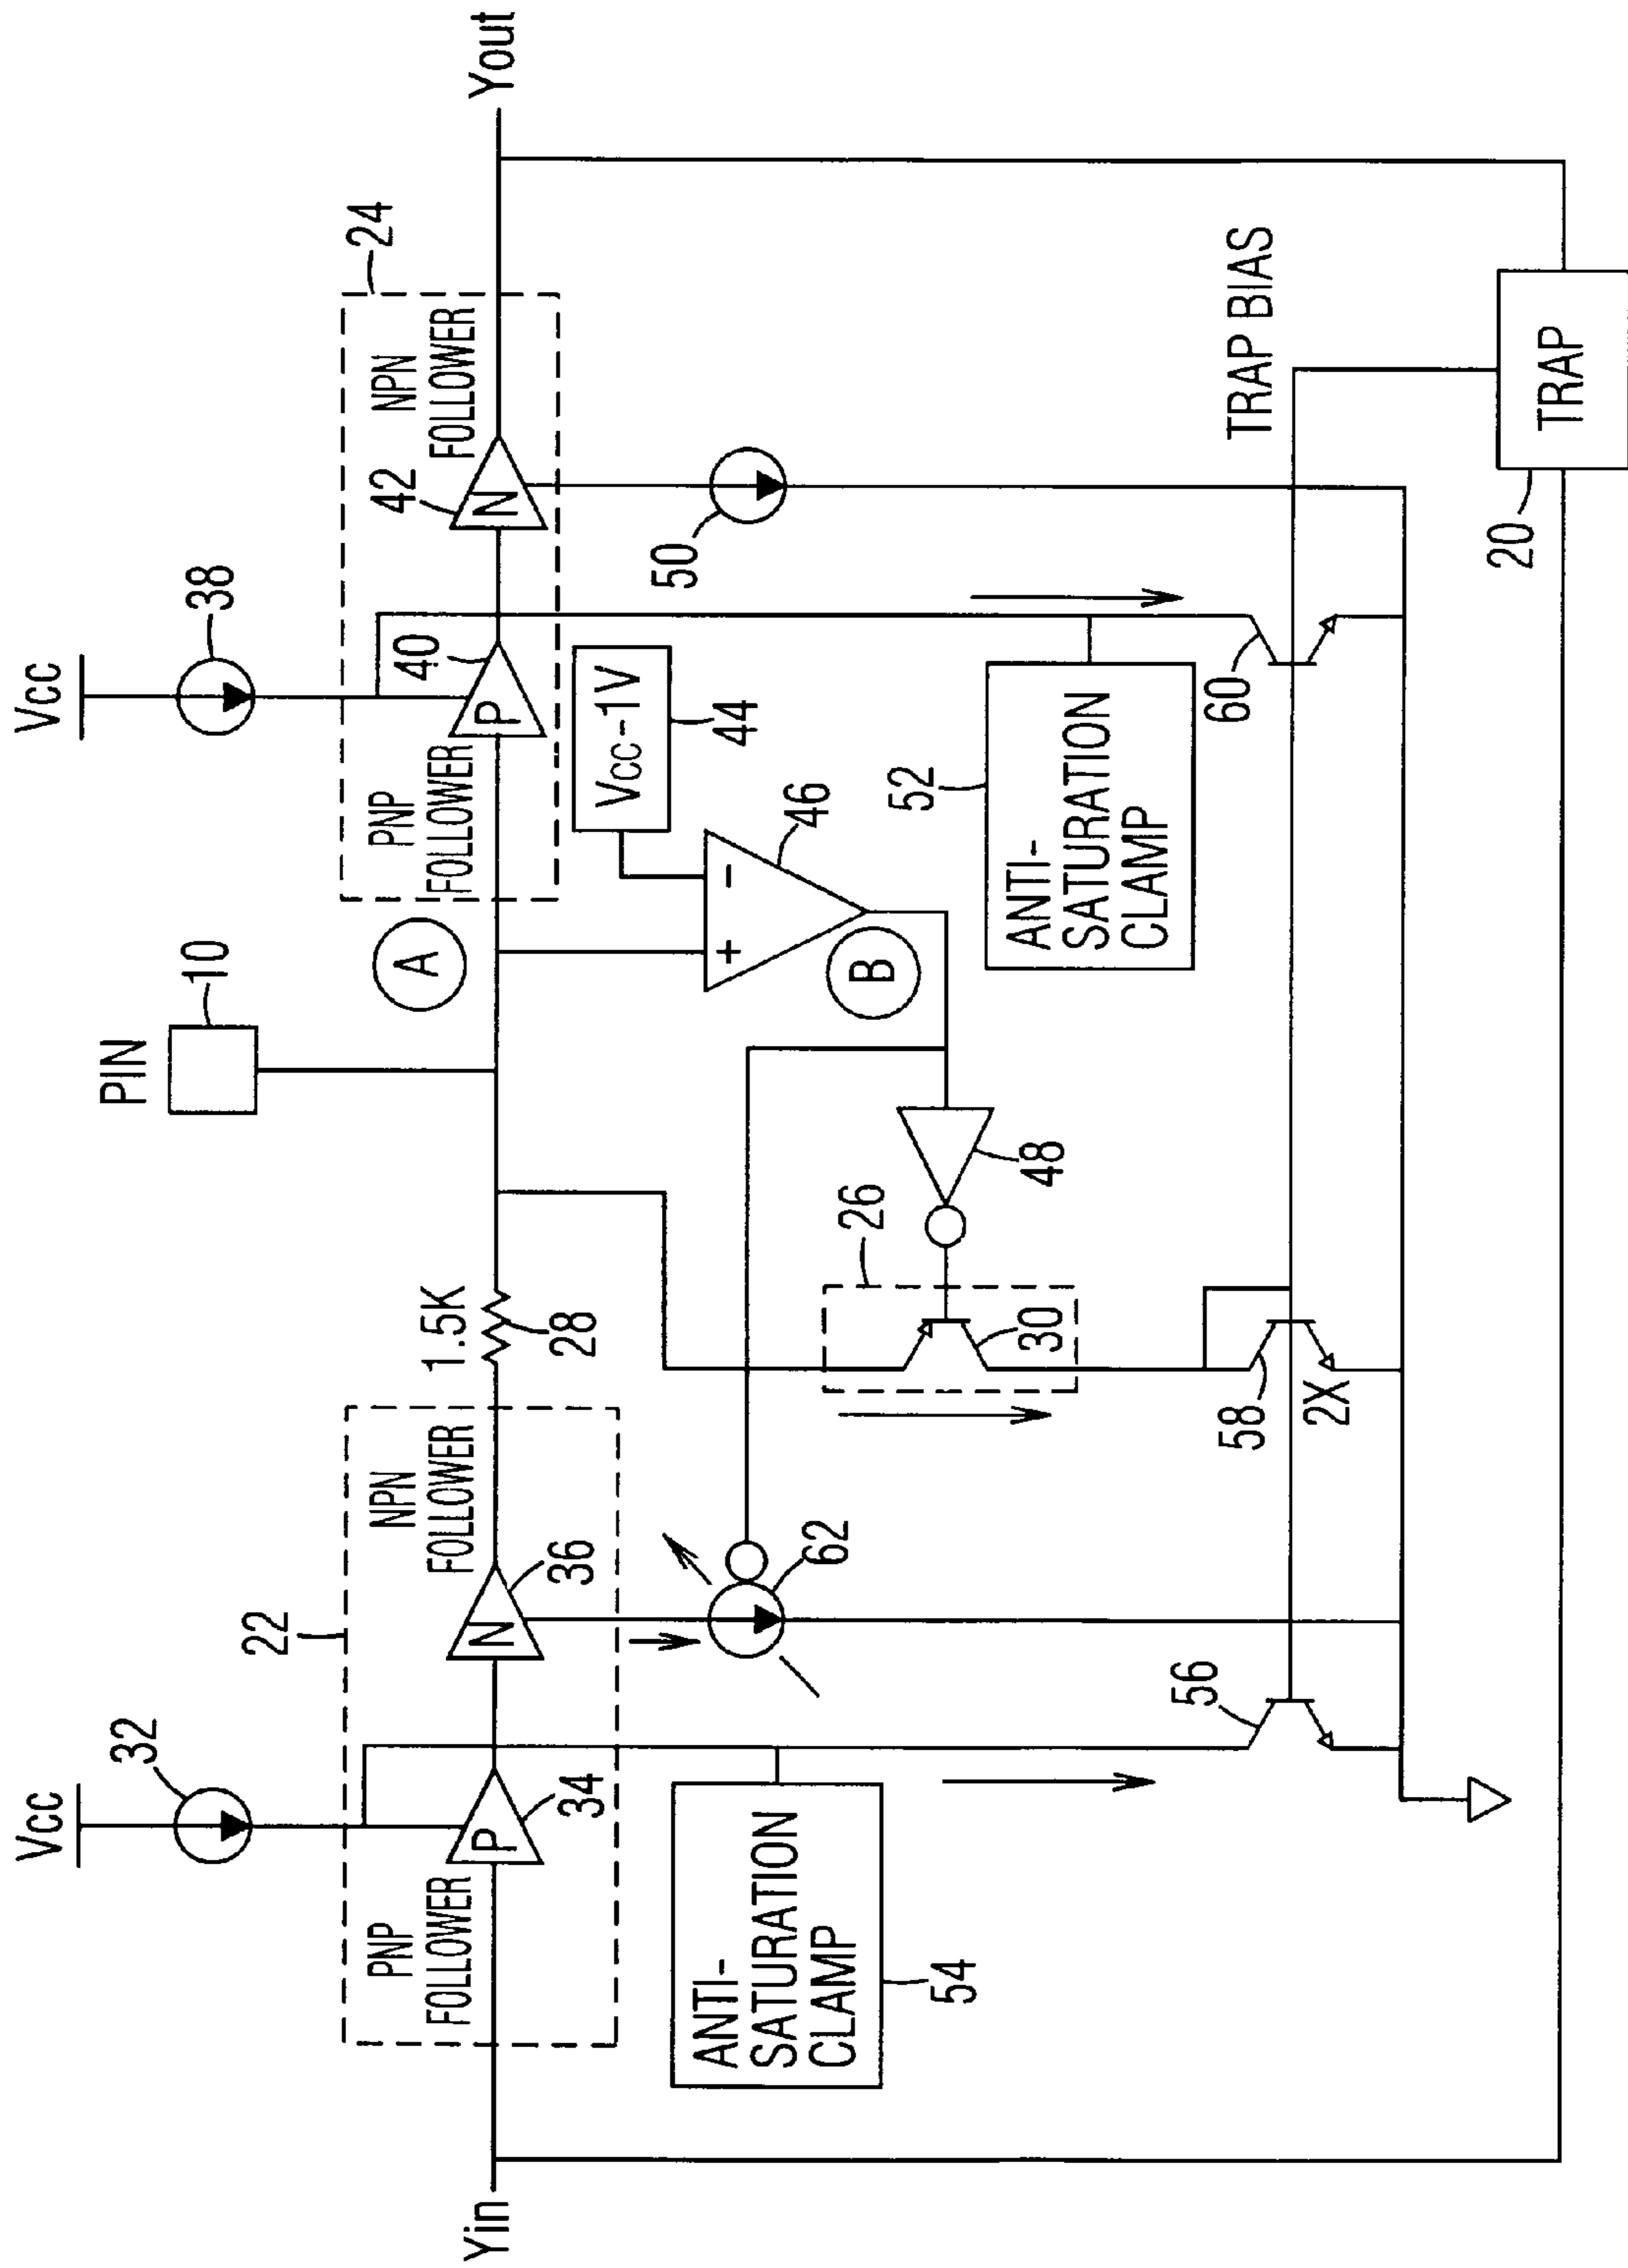 Vcc
32
22
PNP
FOLLOWER
P
34
NPN
FOLLOWER
N
36
Yin
1.5K
28
PIN
10
A
Vcc
38
24
PNP
FOLLOWER
P
40
NPN
FOLLOWER
N
42
Yout
Vcc-1V
44
+
-
46
B
48
26
30
62
50
ANTI-
SATURATION
CLAMP
54
ANTI-
SATURATION
CLAMP
52
56
58
2X
60
TRAP BIAS
TRAP
20